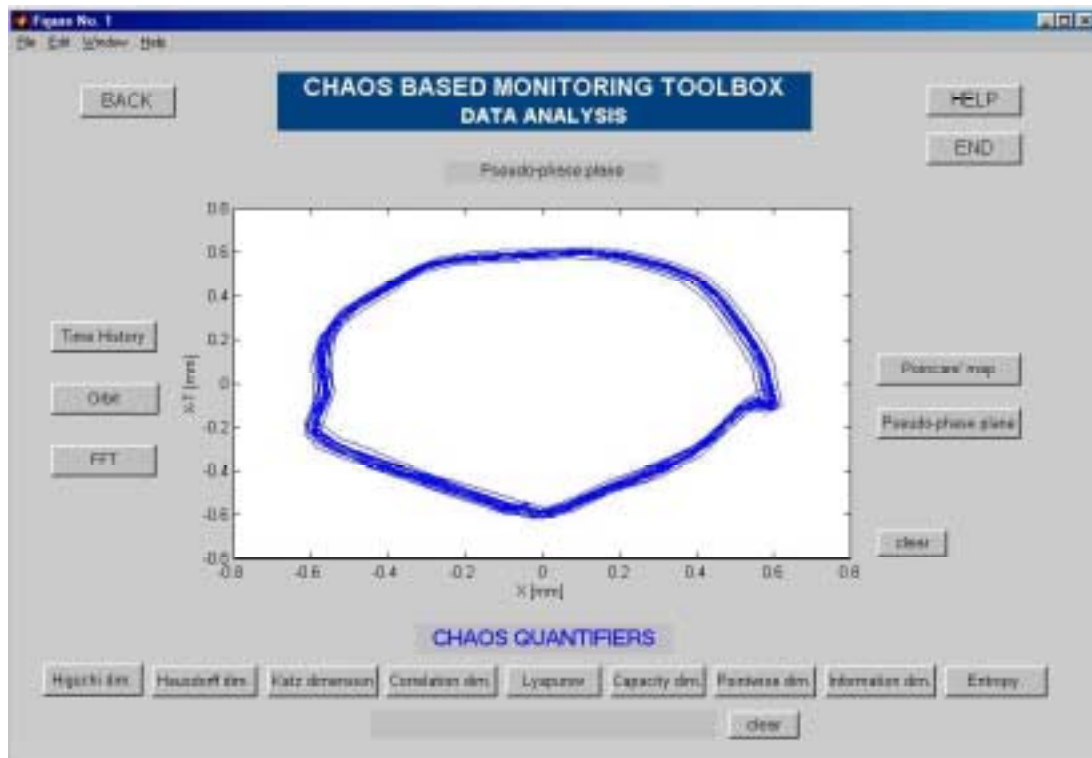 Figure No. 1
File Edit Window Help
BACK
CHAOS BASED MONITORING TOOLBOX
DATA ANALYSIS
HELP
END
Pseudo-phase plane
0.8
0.6
0.4
0.2
0
-0.2
-0.4
-0.6
-0.8
X-T [mm]
-0.8 -0.6 -0.4 -0.2 0 0.2 0.4 0.6 0.8
X [mm]
Time History
Orbit
FFT
Poincare' map
Pseudo-phase plane
clear
CHAOS QUANTIFIERS
Higuchi dim. Hausdorff dim. Katz dimension Correlation dim. Lyapunov Capacity dim. Pointwise dim. Information dim. Entropy
clear